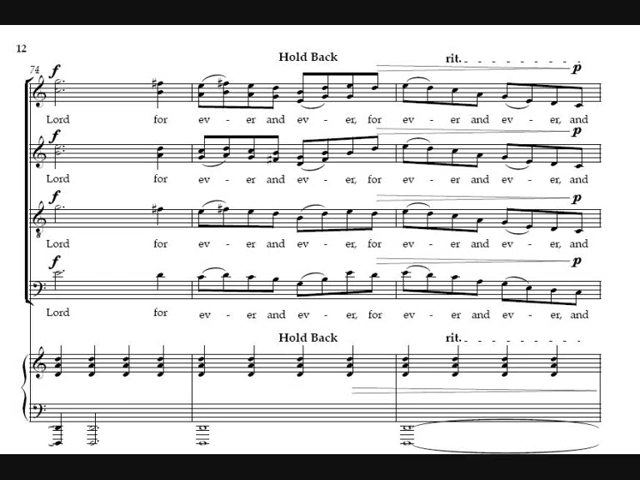 12
Hold Back
rit.
74
f
p
Lord for ev - er and ev - er, for ev - er and ev - er, and
f
p
Lord for ev - er and ev - er, for ev - er and ev - er, and
f
p
Lord for ev - er and ev - er, for ev - er and ev - er, and
8
f
p
Lord for ev - er and ev - er, for ev - er and ev - er, and
Hold Back
rit.